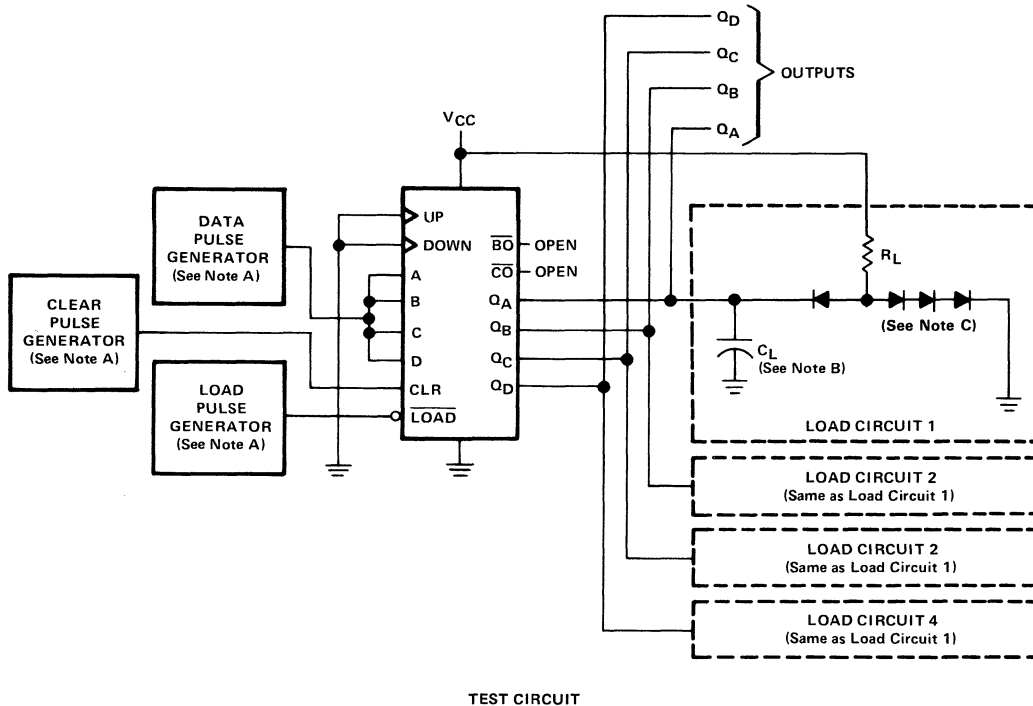 QD
QC
QB
QA
OUTPUTS
VCC
DATA
PULSE
GENERATOR
(See Note A)
CLEAR
PULSE
GENERATOR
(See Note A)
LOAD
PULSE
GENERATOR
(See Note A)
UP
DOWN
A
B
C
D
CLR
LOAD
BO
OPEN
CO
OPEN
QA
QB
QC
QD
RL
(See Note C)
CL
(See Note B)
LOAD CIRCUIT 1
LOAD CIRCUIT 2
(Same as Load Circuit 1)
LOAD CIRCUIT 2
(Same as Load Circuit 1)
LOAD CIRCUIT 4
(Same as Load Circuit 1)
TEST CIRCUIT